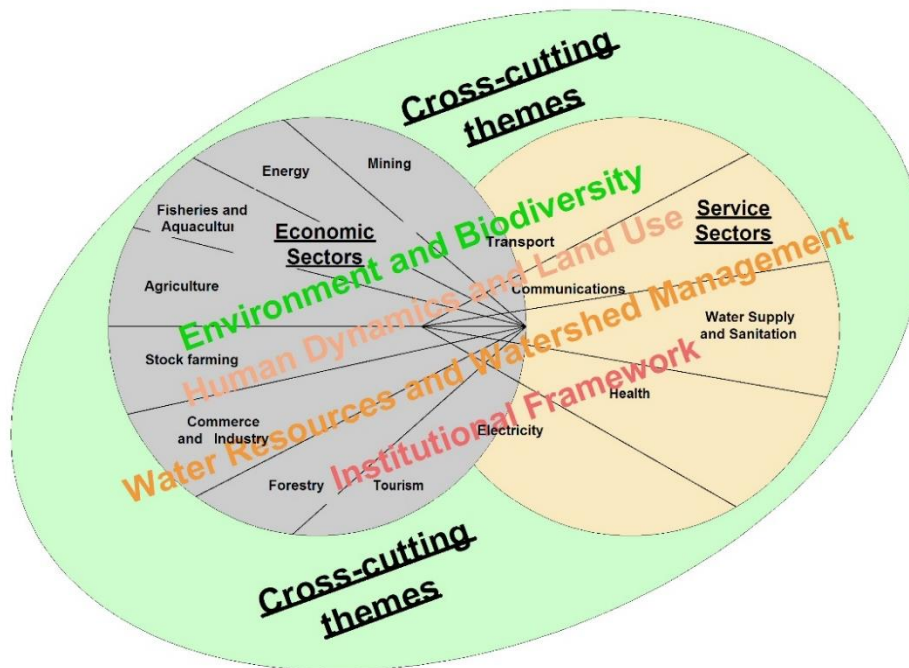 Cross-cutting
themes
Energy
Mining
Fisheries and
Aquacultur
Economic
Sectors
Agriculture
Stock farming
Commerce
and Industry
Forestry
Tourism
Transport
Service
Sectors
Communications
Water Supply
and Sanitation
Health
Electricity
Environment and Biodiversity
Human Dynamics and Land Use
Water Resources and Watershed Management
Institutional Framework
Cross-cutting
themes